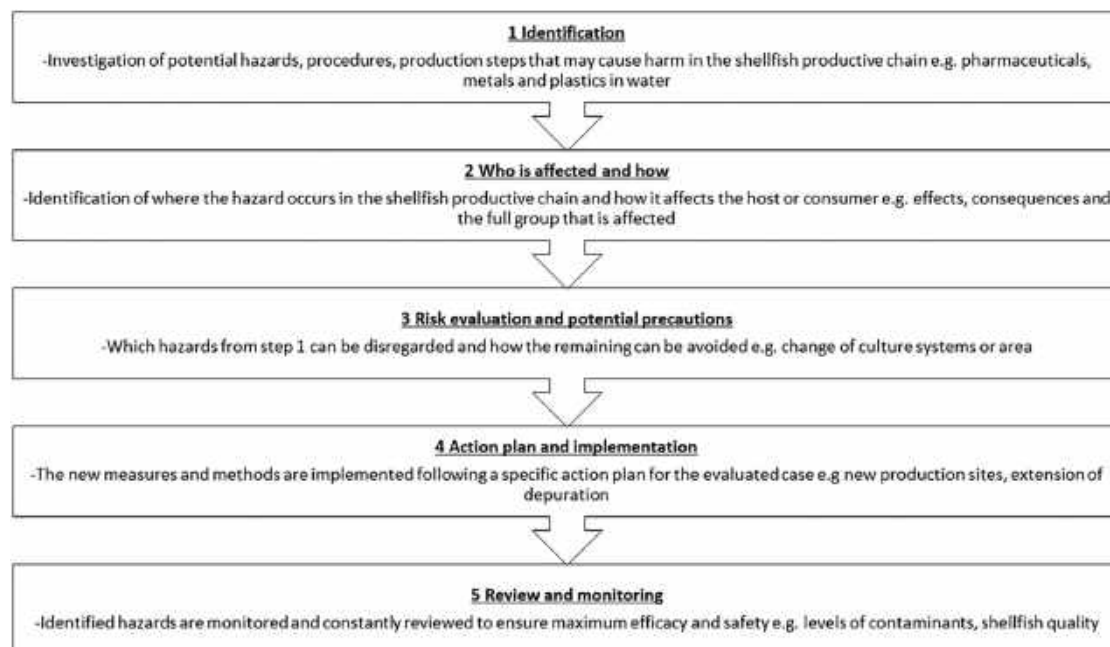 1 Identification
-Investigation of potential hazards, procedures, production steps that may cause harm in the shellfish productive chain e.g. pharmaceuticals,
metals and plastics in water
2 Who is affected and how
-Identification of where the hazard occurs in the shellfish productive chain and how it affects the host or consumer e.g. effects, consequences and
the full group that is affected
3 Risk evaluation and potential precautions
-Which hazards from step 1 can be disregarded and how the remaining can be avoided e.g. change of culture systems or area
4 Action plan and implementation
-The new measures and methods are implemented following a specific action plan for the evaluated case e.g new production sites, extension of
depuration
5 Review and monitoring
-Identified hazards are monitored and constantly reviewed to ensure maximum efficacy and safety e.g. levels of contaminants, shellfish quality